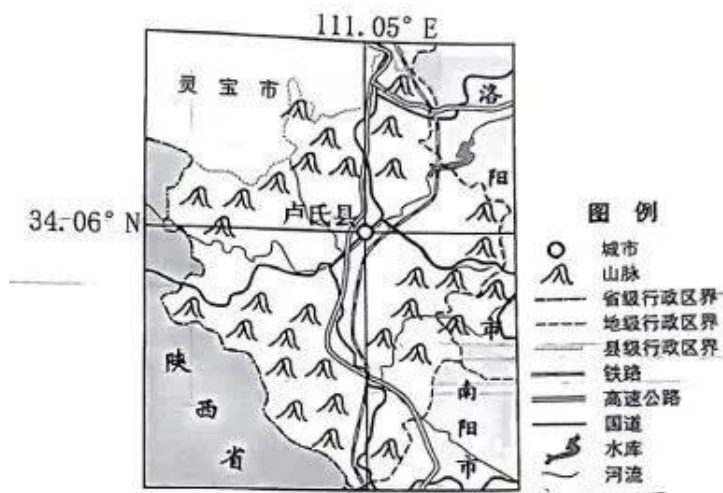 111.05° E
灵宝市
洛
阳
市
34.06° N
卢氏县
陕
西
省
南
阳
市
图例
城市
山脉
省级行政区界
地级行政区界
县级行政区界
铁路
高速公路
国道
水库
河流